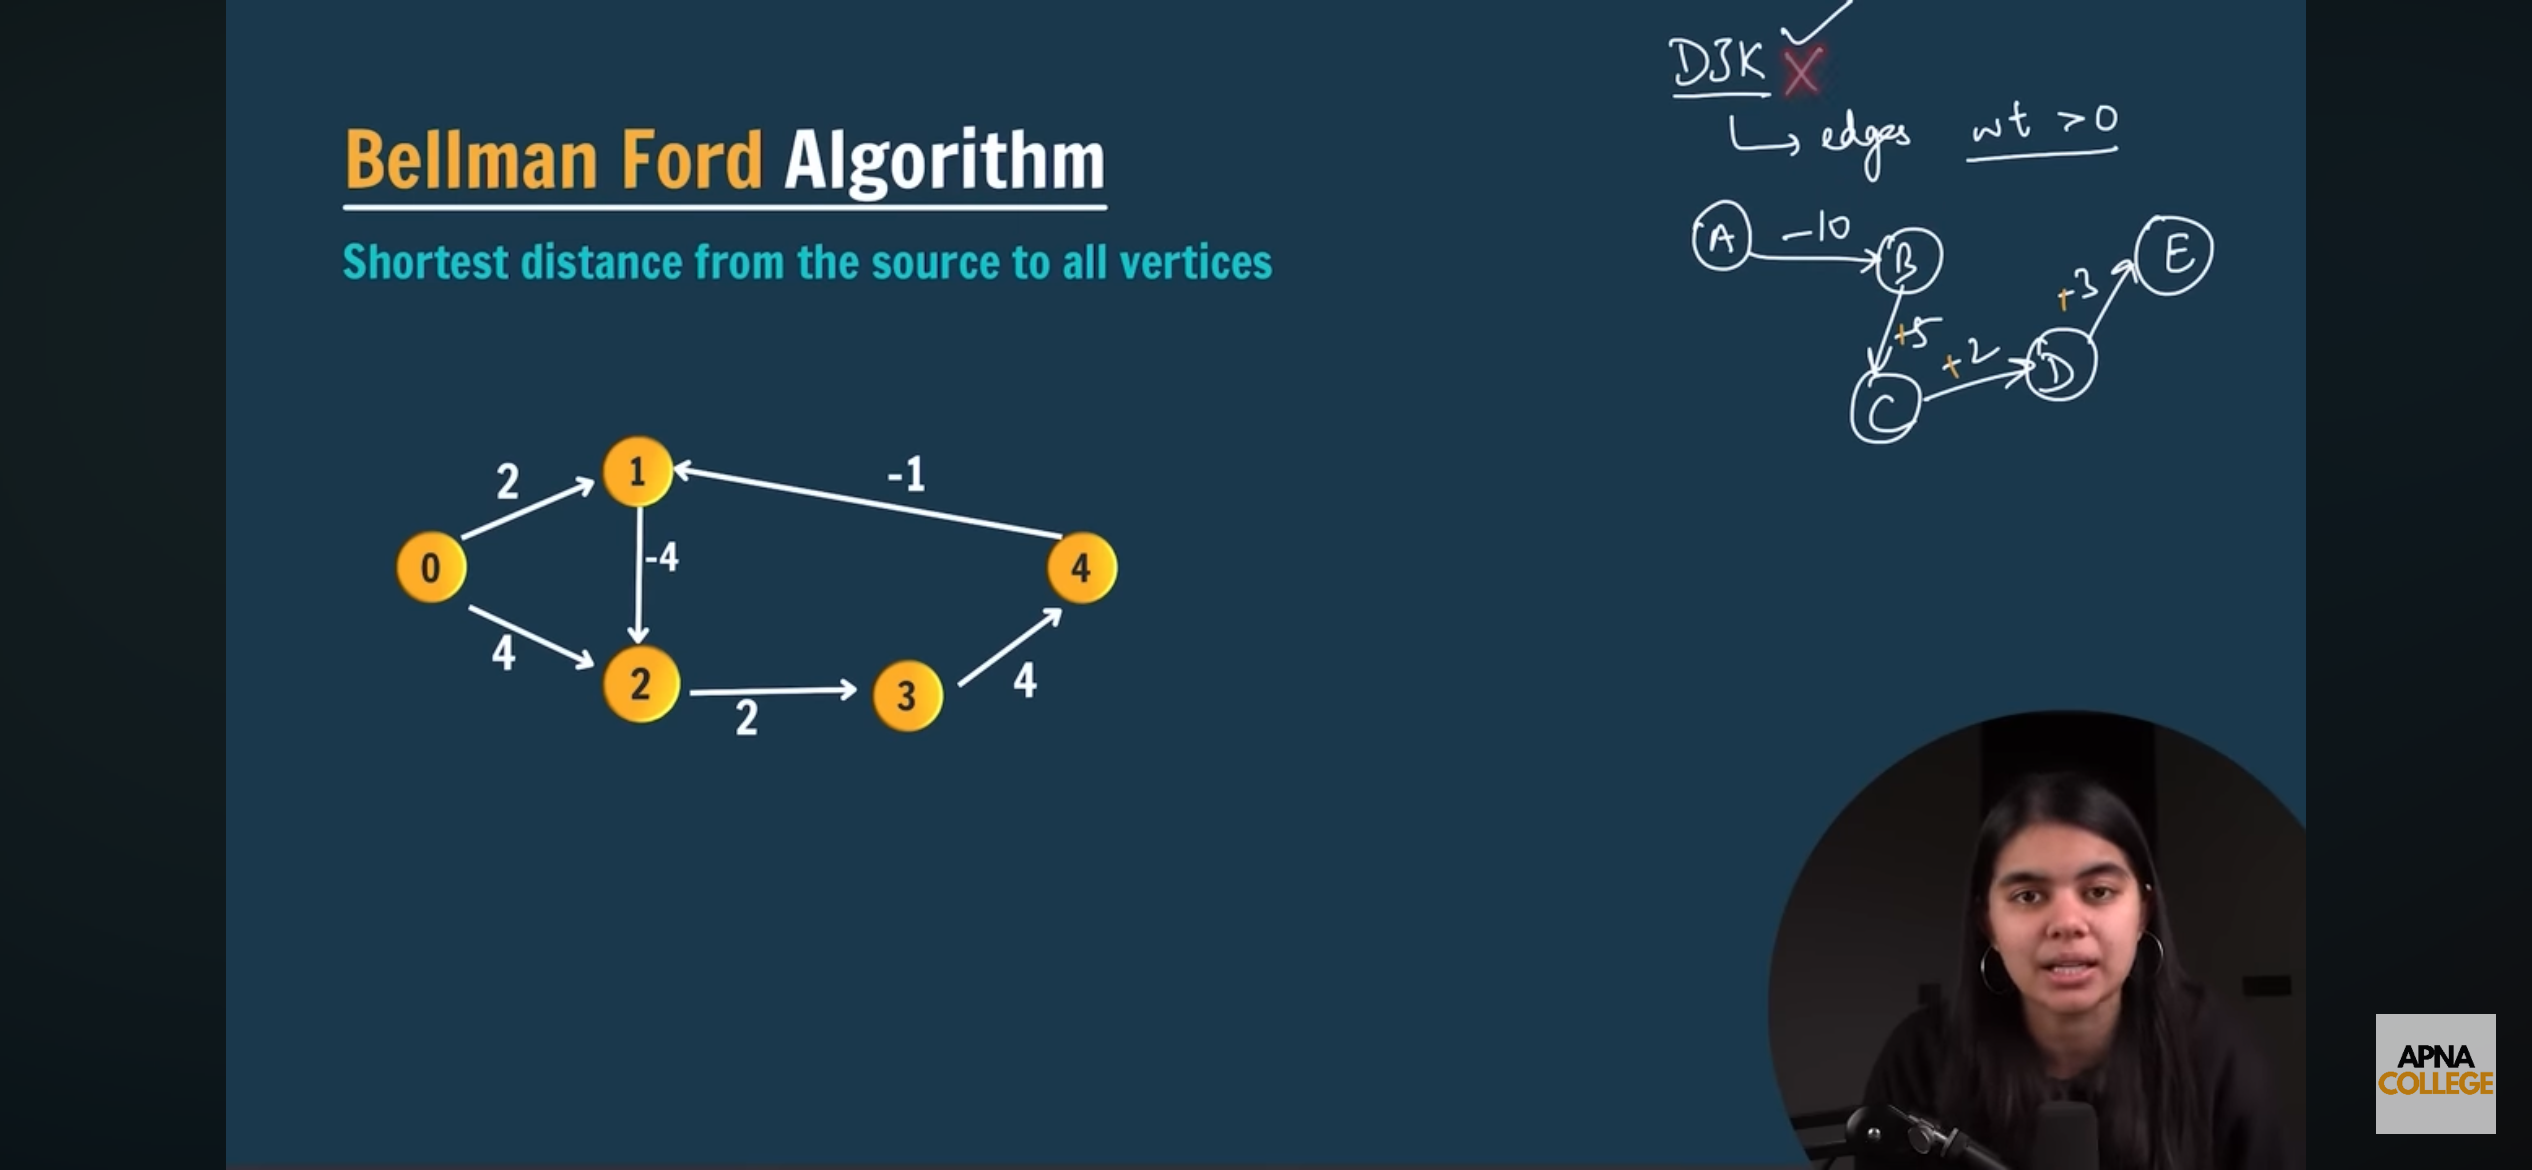 Bellman Ford Algorithm
Shortest distance from the source to all vertices
DJK ✓ X
↳ edges wt >0
A -10 B
E
+3
+5
+2
D
C
2
1
-1
-4
0
4
4
2
3
4
2
APNA
COLLEGE